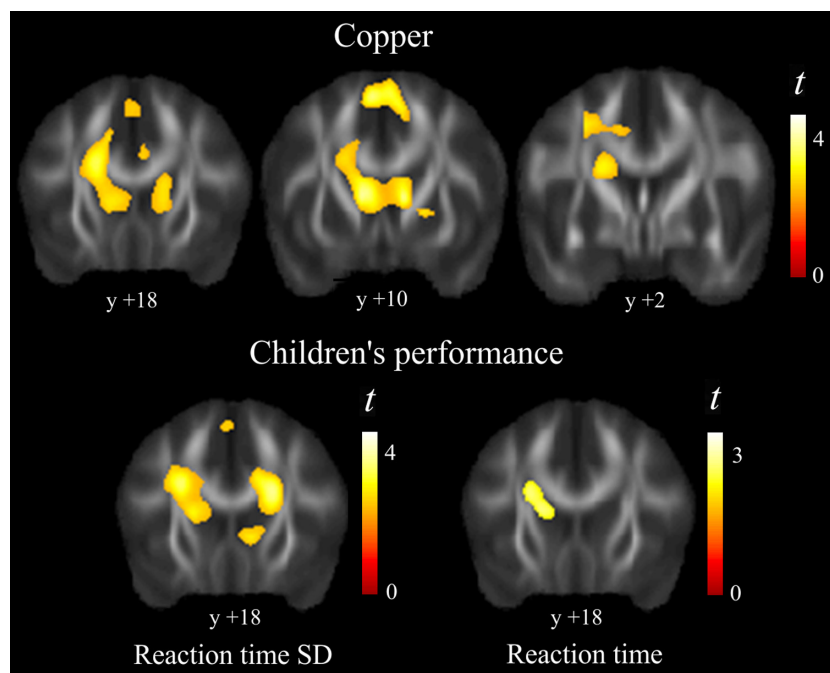 Copper
t
4
0
y +18
y +10
y +2
Children's performance
t
4
0
t
3
0
y +18
y +18
Reaction time SD
Reaction time